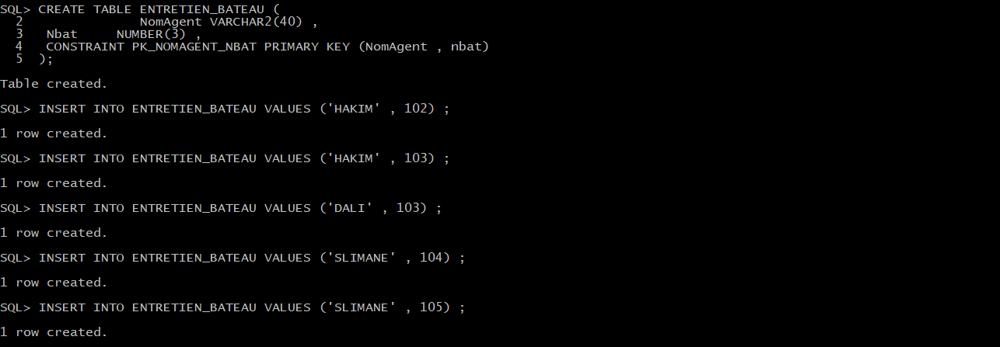 SQL> CREATE TABLE ENTRETIEN_BATEAU (
2 NomAgent VARCHAR2(40) ,
3 Nbat NUMBER(3) ,
4 CONSTRAINT PK_NOMAGENT_NBAT PRIMARY KEY (NomAgent , nbat)
5 );
Table created.
SQL> INSERT INTO ENTRETIEN_BATEAU VALUES ('HAKIM' , 102) ;
1 row created.
SQL> INSERT INTO ENTRETIEN_BATEAU VALUES ('HAKIM' , 103) ;
1 row created.
SQL> INSERT INTO ENTRETIEN_BATEAU VALUES ('DALI' , 103) ;
1 row created.
SQL> INSERT INTO ENTRETIEN_BATEAU VALUES ('SLIMANE' , 104) ;
1 row created.
SQL> INSERT INTO ENTRETIEN_BATEAU VALUES ('SLIMANE' , 105) ;
1 row created.